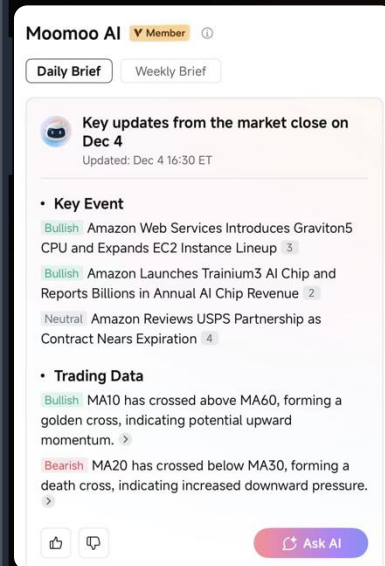 Moomoo AI V Member
Daily Brief Weekly Brief
Key updates from the market close on
Dec 4
Updated: Dec 4 16:30 ET
• Key Event
Bullish Amazon Web Services Introduces Graviton5
CPU and Expands EC2 Instance Lineup 3
Bullish Amazon Launches Trainium3 AI Chip and
Reports Billions in Annual AI Chip Revenue 2
Neutral Amazon Reviews USPS Partnership as
Contract Nears Expiration 4
• Trading Data
Bullish MA10 has crossed above MA60, forming a
golden cross, indicating potential upward
momentum. >
Bearish MA20 has crossed below MA30, forming a
death cross, indicating increased downward pressure.
>
Ask AI